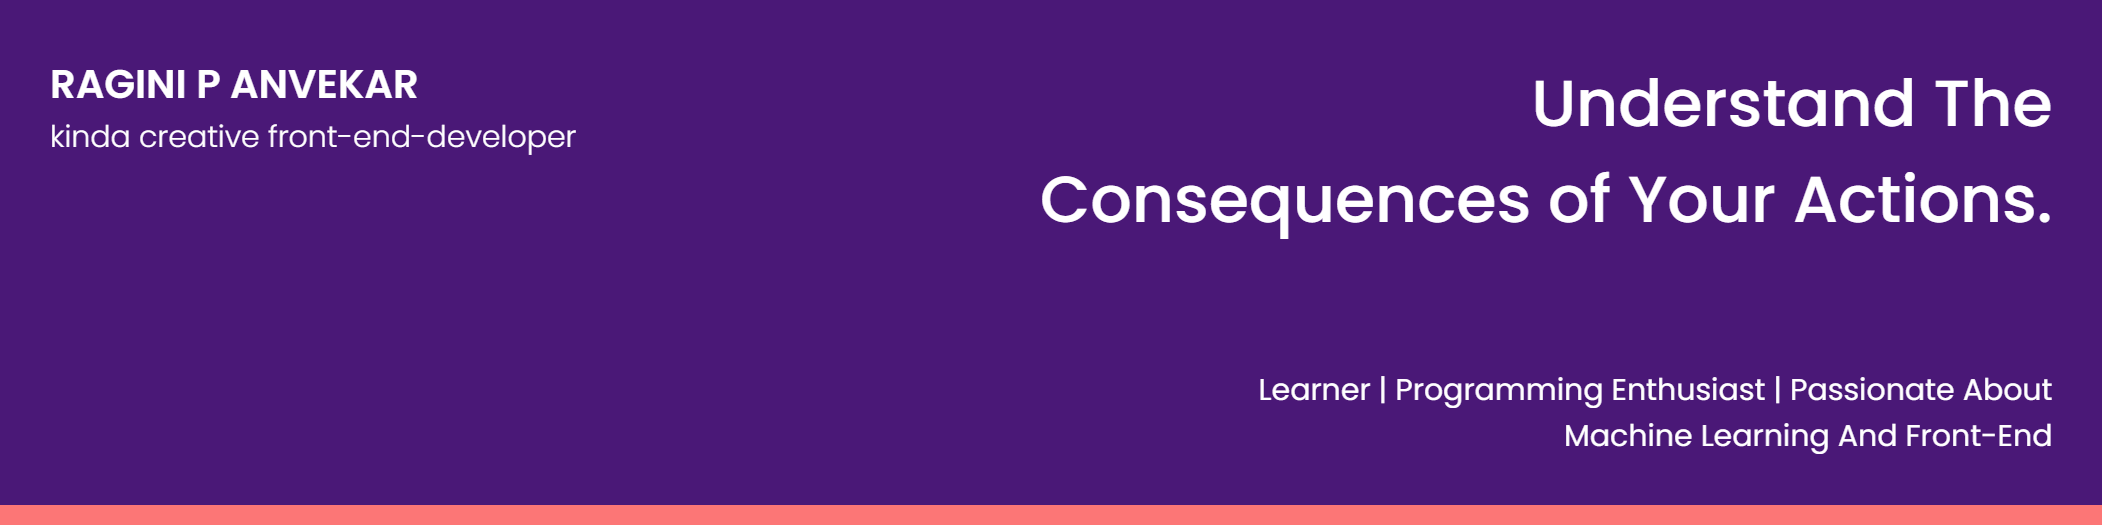 RAGINI P ANVEKAR
kinda creative front-end-developer
Understand The
Consequences of Your Actions.
Learner | Programming Enthusiast | Passionate About
Machine Learning And Front-End